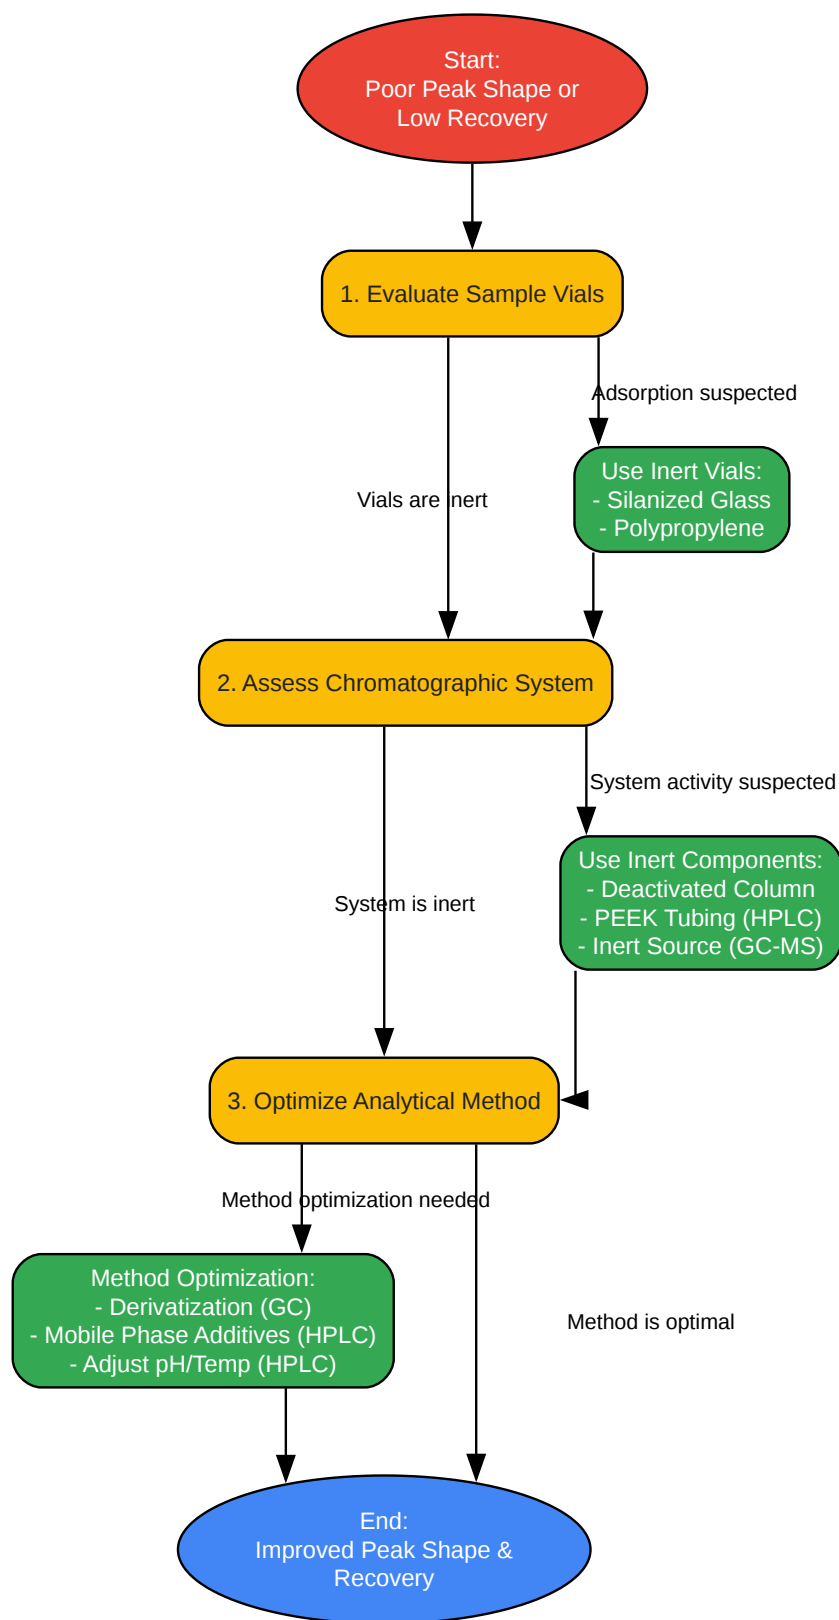 Start:
Poor Peak Shape or
Low Recovery
1. Evaluate Sample Vials
Adsorption suspected
Use Inert Vials:
- Silanized Glass
- Polypropylene
Vials are inert
2. Assess Chromatographic System
System activity suspected
Use Inert Components:
- Deactivated Column
- PEEK Tubing (HPLC)
- Inert Source (GC-MS)
System is inert
3. Optimize Analytical Method
Method optimization needed
Method Optimization:
- Derivatization (GC)
- Mobile Phase Additives (HPLC)
- Adjust pH/Temp (HPLC)
Method is optimal
End:
Improved Peak Shape &
Recovery